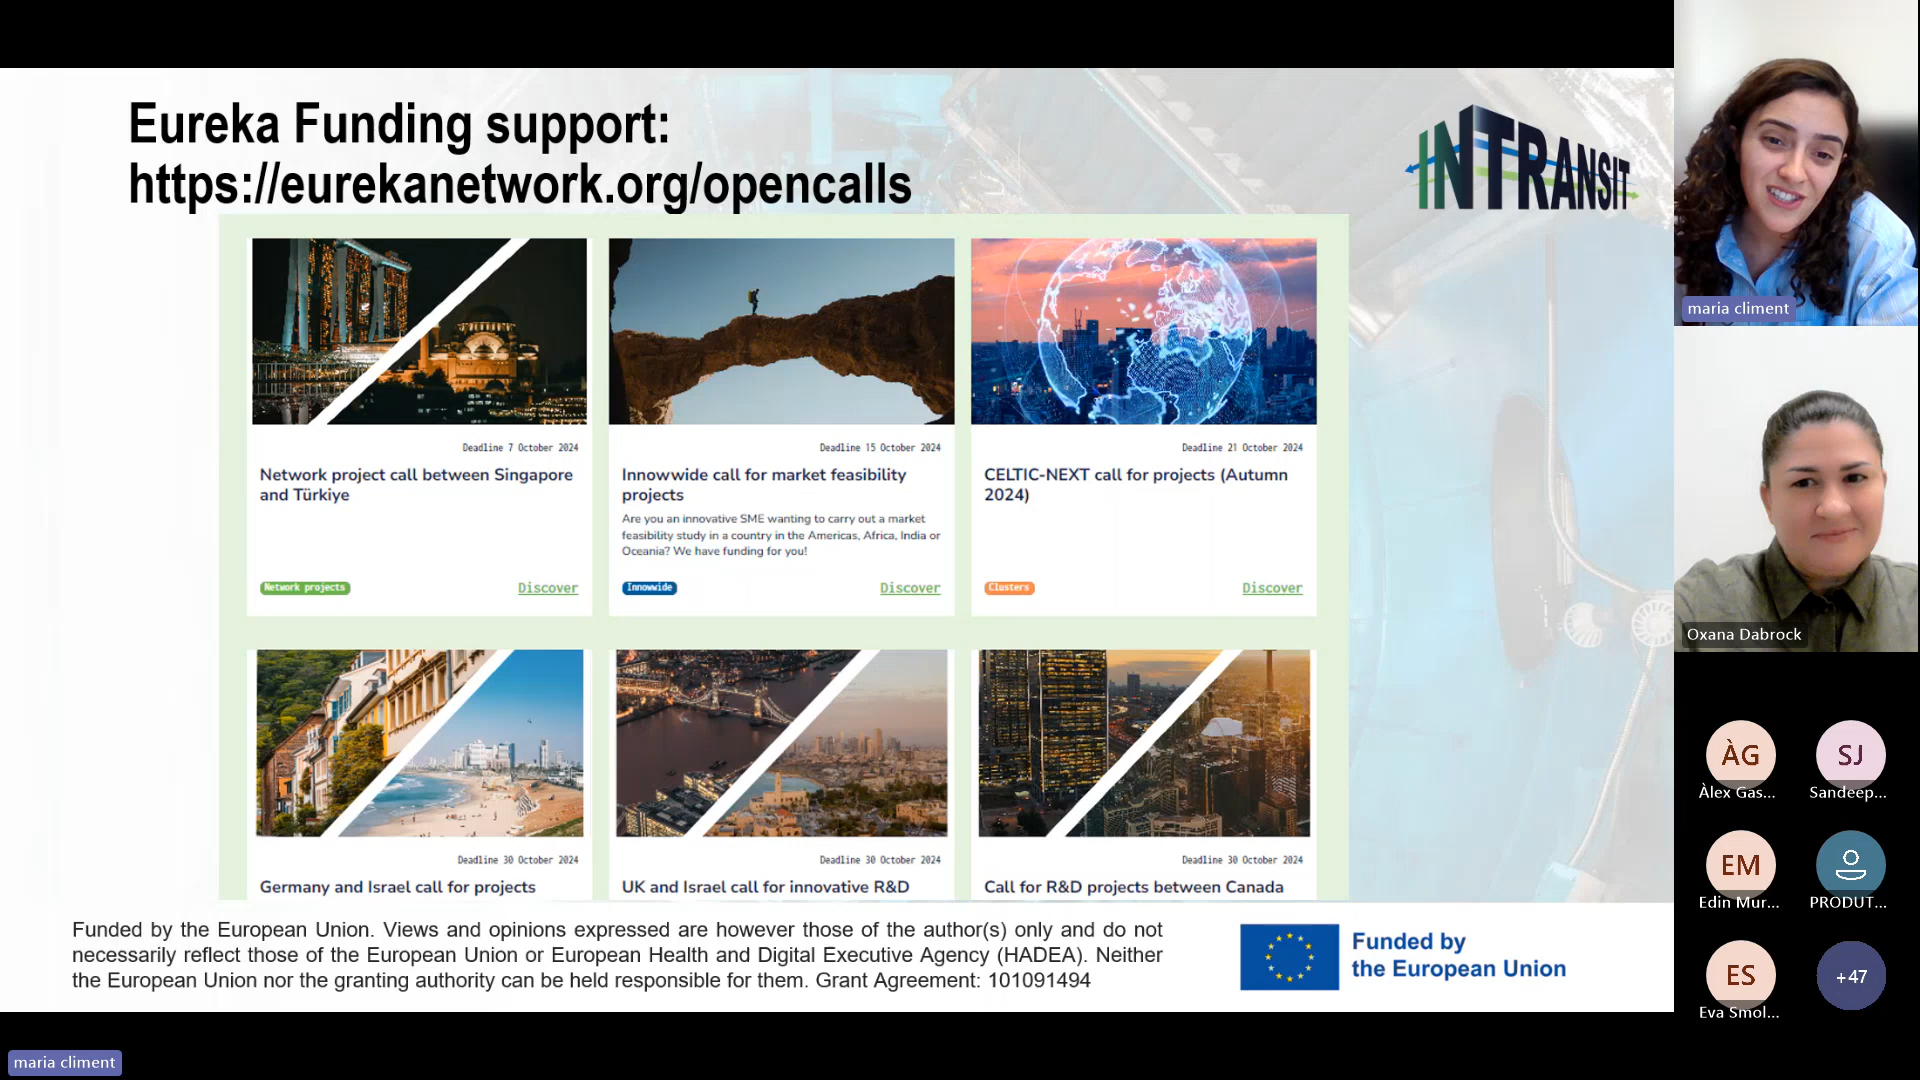 Eureka Funding support:
https://eurekanetwork.org/opencalls
INTRANSIT
Deadline 7 October 2024
Network project call between Singapore
and Türkiye
Network projects
Discover
Deadline 15 October 2024
Innowwide call for market feasibility
projects
Are you an innovative SME wanting to carry out a market
feasibility study in a country in the Americas, Africa, India or
Oceania? We have funding for you!
Innowwide
Discover
Deadline 21 October 2024
CELTIC-NEXT call for projects (Autumn
2024)
Clusters
Discover
Deadline 30 October 2024
Germany and Israel call for projects
Deadline 30 October 2024
UK and Israel call for innovative R&D
Deadline 30 October 2024
Call for R&D projects between Canada
Funded by the European Union. Views and opinions expressed are however those of the author(s) only and do not
necessarily reflect those of the European Union or European Health and Digital Executive Agency (HADEA). Neither
the European Union nor the granting authority can be held responsible for them. Grant Agreement: 101091494
Funded by
the European Union
maria climent
Oxana Dabrock
ÀG
Àlex Gas...
SJ
Sandeep...
EM
Edin Mur...
PRODUT...
ES
Eva Smol...
+47
maria climent